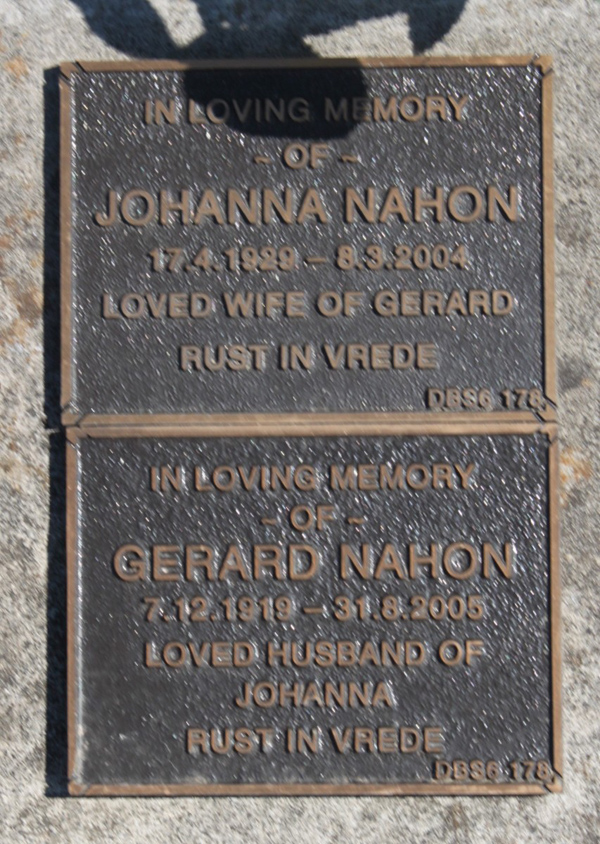 IN LOVING MEMORY
~ OF ~
JOHANNA NAHON
17.4.1929 – 8.3.2004
LOVED WIFE OF GERARD
RUST IN VREDE
DBS6 178
IN LOVING MEMORY
~ OF ~
GERARD NAHON
7.12.1919 – 31.8.2005
LOVED HUSBAND OF
JOHANNA
RUST IN VREDE
DBS6 178